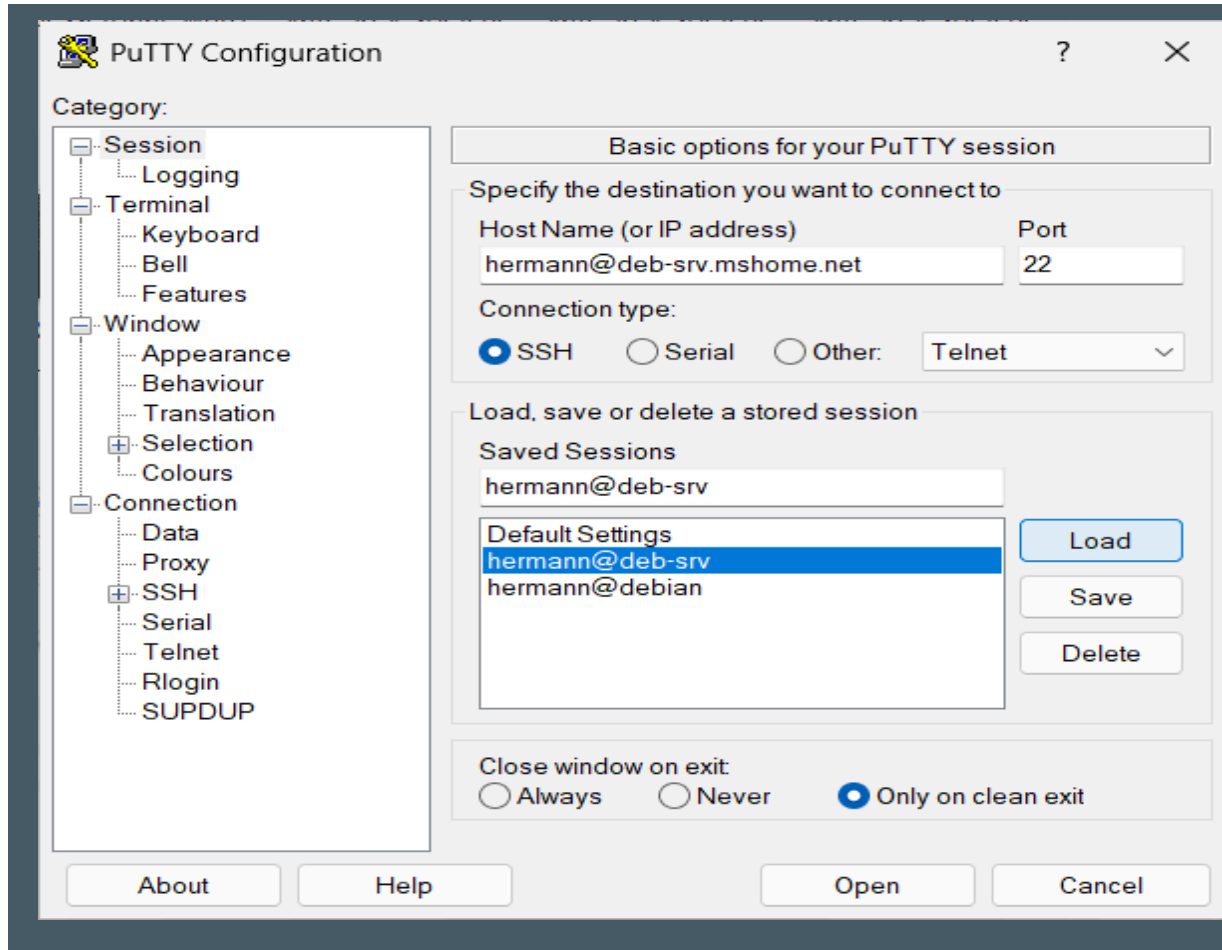 PuTTY Configuration
?
Category:
Session
Logging
Terminal
Keyboard
Bell
Features
Window
Appearance
Behaviour
Translation
Selection
Colours
Connection
Data
Proxy
SSH
Serial
Telnet
Rlogin
SUPDUP
Basic options for your PuTTY session
Specify the destination you want to connect to
Host Name (or IP address) Port
hermann@deb-srv.mshome.net 22
Connection type:
SSH Serial Other: Telnet
Load, save or delete a stored session
Saved Sessions
hermann@deb-srv
Default Settings
hermann@deb-srv
hermann@debian
Load
Save
Delete
Close window on exit:
Always Never Only on clean exit
About Help Open Cancel